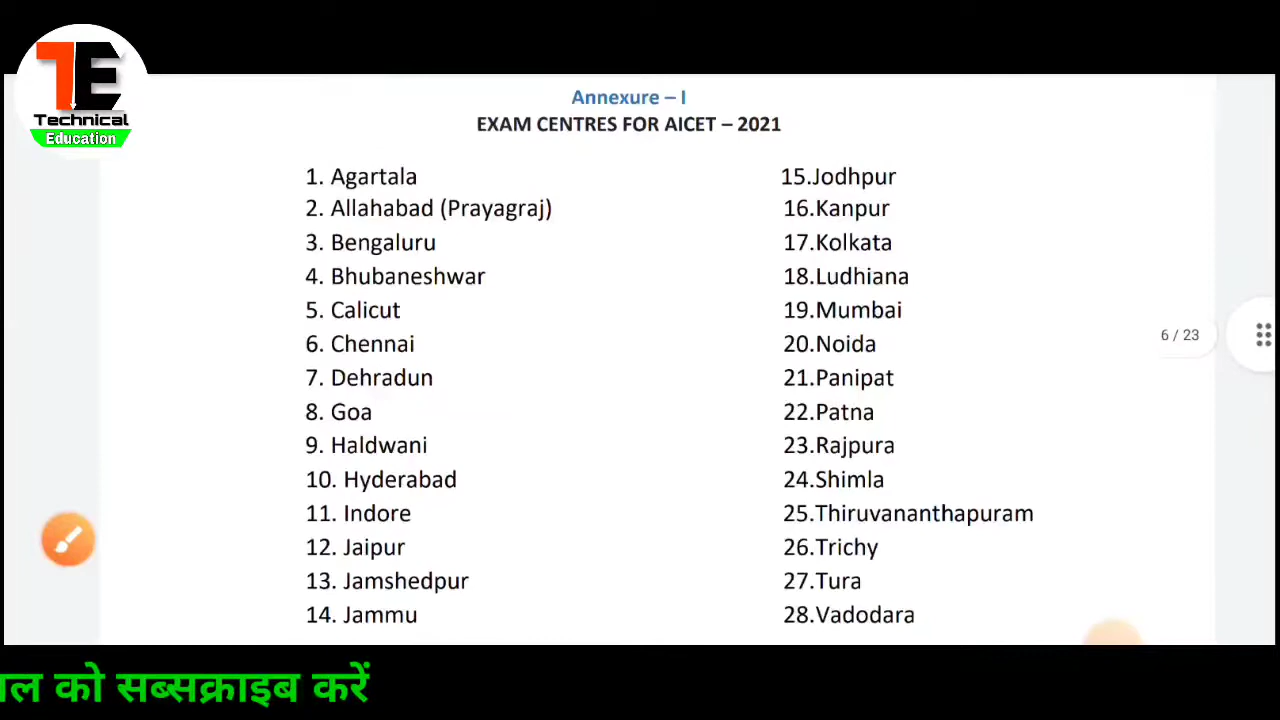 TE
Technical
Education
Annexure – I
EXAM CENTRES FOR AICET – 2021
1. Agartala
2. Allahabad (Prayagraj)
3. Bengaluru
4. Bhubaneshwar
5. Calicut
6. Chennai
7. Dehradun
8. Goa
9. Haldwani
10. Hyderabad
11. Indore
12. Jaipur
13. Jamshedpur
14. Jammu
15.Jodhpur
16.Kanpur
17.Kolkata
18.Ludhiana
19.Mumbai
20.Noida
21.Panipat
22.Patna
23.Rajpura
24.Shimla
25.Thiruvananthapuram
26.Trichy
27.Tura
28.Vadodara
6 / 23
को सब्सक्राइब करें